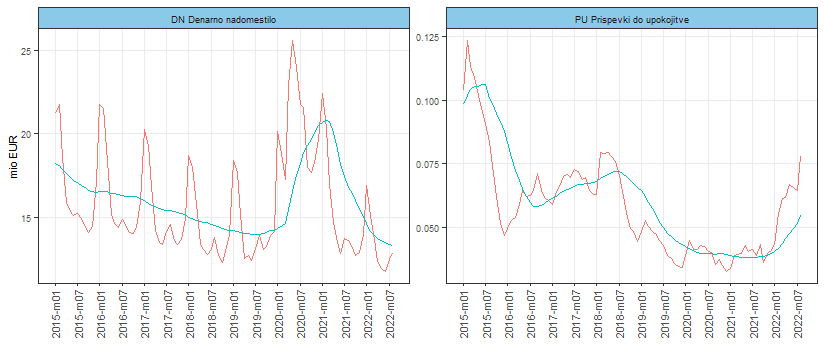 DN Denarno nadomestilo
PU Prispevki do upokojitve
mio EUR
25
20
15
0.125
0.100
0.075
0.050
2015-m01
2015-m07
2016-m01
2016-m07
2017-m01
2017-m07
2018-m01
2018-m07
2019-m01
2019-m07
2020-m01
2020-m07
2021-m01
2021-m07
2022-m01
2022-m07
2015-m01
2015-m07
2016-m01
2016-m07
2017-m01
2017-m07
2018-m01
2018-m07
2019-m01
2019-m07
2020-m01
2020-m07
2021-m01
2021-m07
2022-m01
2022-m07